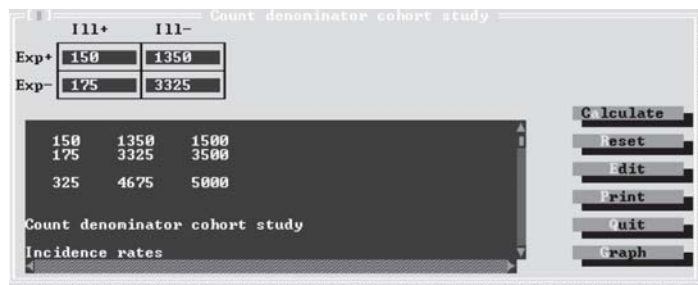 Count denominator cohort study
Ill+ Ill-
Exp+ 150 1350
Exp- 175 3325
150 1350 1500
175 3325 3500
325 4675 5000
Count denominator cohort study
Incidence rates
Calculate
Reset
Edit
Print
Quit
Graph